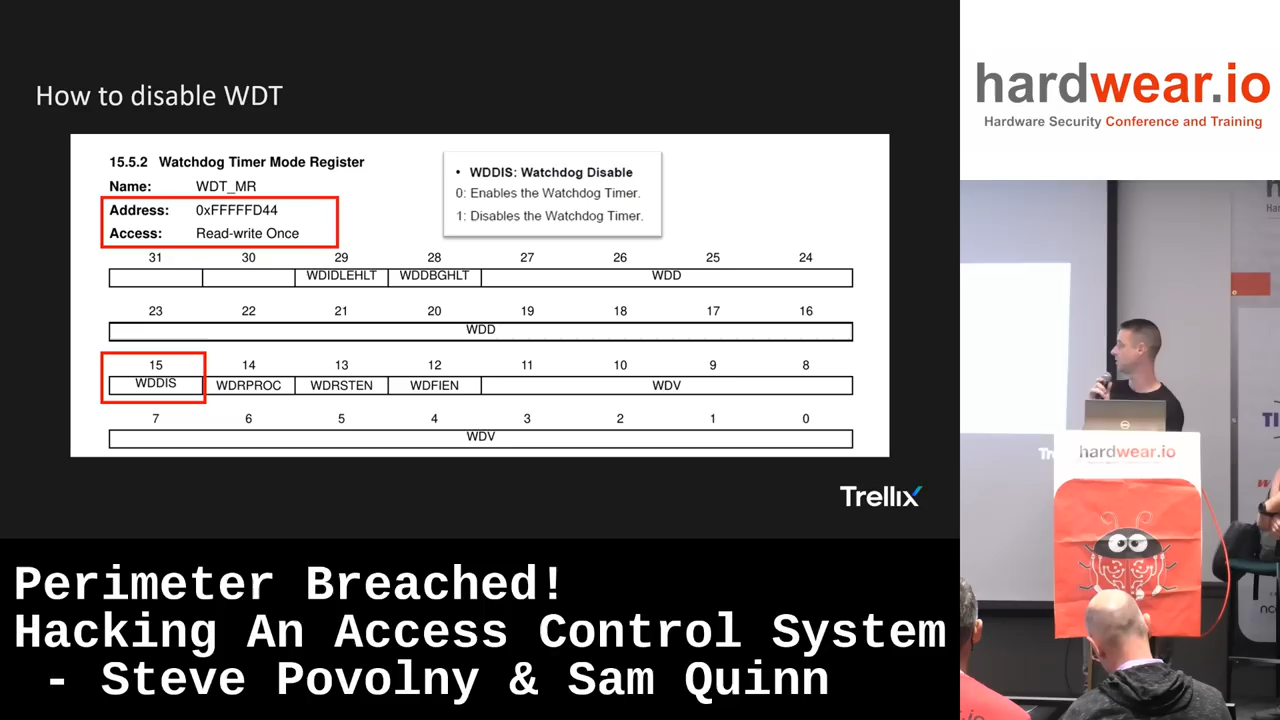 How to disable WDT
15.5.2 Watchdog Timer Mode Register
Name: WDT_MR
Address: 0xFFFFFD44
Access: Read-write Once
• WDDIS: Watchdog Disable
0: Enables the Watchdog Timer.
1: Disables the Watchdog Timer.
31 30 29 28 27 26 25 24
WDIDLEHLT WDDBGHLT WDD
23 22 21 20 19 18 17 16
WDD
15 14 13 12 11 10 9 8
WDDIS WDRPROC WDRSTEN WDFIEN WDV
7 6 5 4 3 2 1 0
WDV
Trellix
Perimeter Breached!
Hacking An Access Control System
- Steve Povolny & Sam Quinn
hardwear.io
Hardware Security Conference and Training
hardwear.io